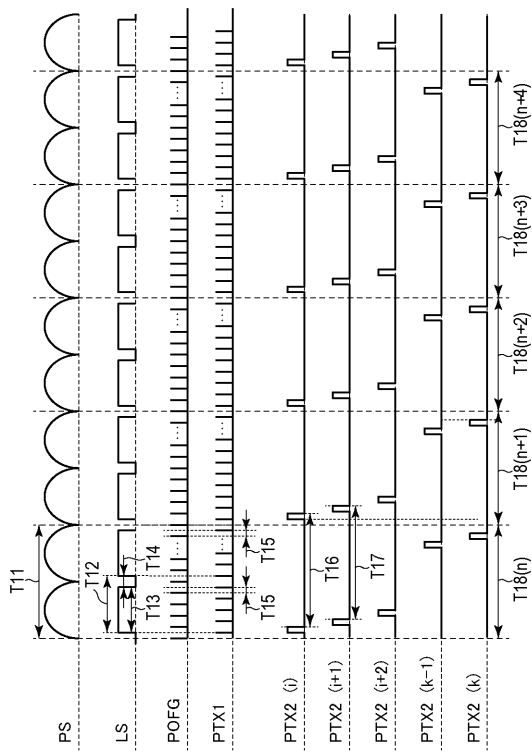 PS
T11
LS
T12
T13
T14
POFG
PTX1
T15
T15
PTX2 (i)
T16
PTX2 (i+1)
T17
PTX2 (i+2)
PTX2 (k-1)
PTX2 (k)
T18(n)
T18(n+1)
T18(n+2)
T18(n+3)
T18(n+4)